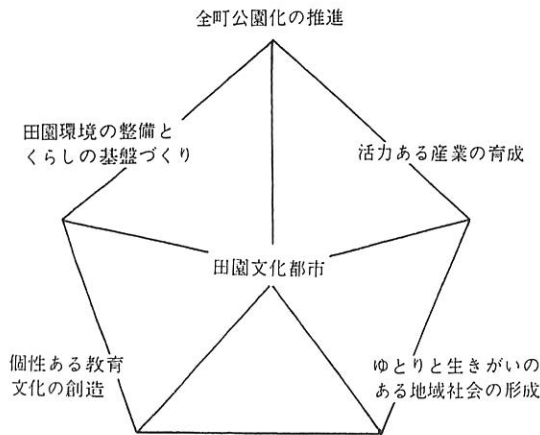 全町公園化の推進
田園環境の整備と
くらしの基盤づくり
活力ある産業の育成
田園文化都市
個性ある教育
文化の創造
ゆとりと生きがいの
ある地域社会の形成